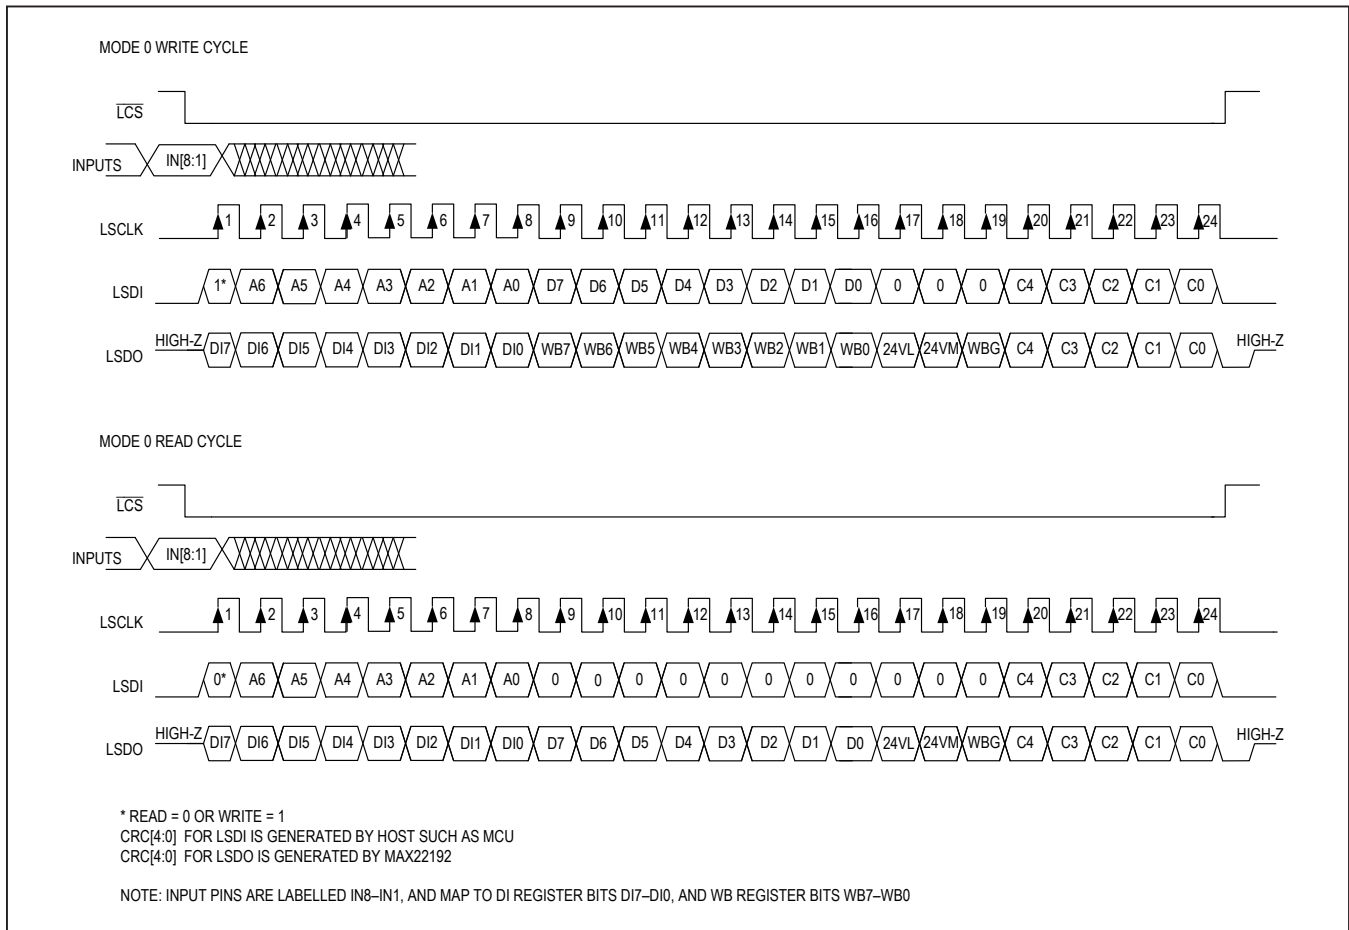 MODE 0 WRITE CYCLE
LCS
INPUTS IN[8:1]
LSCLK 1 2 3 4 5 6 7 8 9 10 11 12 13 14 15 16 17 18 19 20 21 22 23 24
LSDI 1* A6 A5 A4 A3 A2 A1 A0 D7 D6 D5 D4 D3 D2 D1 D0 0 0 0 C4 C3 C2 C1 C0
LSDO HIGH-Z DI7 DI6 DI5 DI4 DI3 DI2 DI1 DI0 WB7 WB6 WB5 WB4 WB3 WB2 WB1 WB0 24VL 24VM WBG C4 C3 C2 C1 C0 HIGH-Z
MODE 0 READ CYCLE
LCS
INPUTS IN[8:1]
LSCLK 1 2 3 4 5 6 7 8 9 10 11 12 13 14 15 16 17 18 19 20 21 22 23 24
LSDI 0* A6 A5 A4 A3 A2 A1 A0 0 0 0 0 0 0 0 0 0 0 0 C4 C3 C2 C1 C0
LSDO HIGH-Z DI7 DI6 DI5 DI4 DI3 DI2 DI1 DI0 D7 D6 D5 D4 D3 D2 D1 D0 24VL 24VM WBG C4 C3 C2 C1 C0 HIGH-Z
* READ = 0 OR WRITE = 1
CRC[4:0] FOR LSDI IS GENERATED BY HOST SUCH AS MCU
CRC[4:0] FOR LSDO IS GENERATED BY MAX22192
NOTE: INPUT PINS ARE LABELLED IN8–IN1, AND MAP TO DI REGISTER BITS DI7–DI0, AND WB REGISTER BITS WB7–WB0